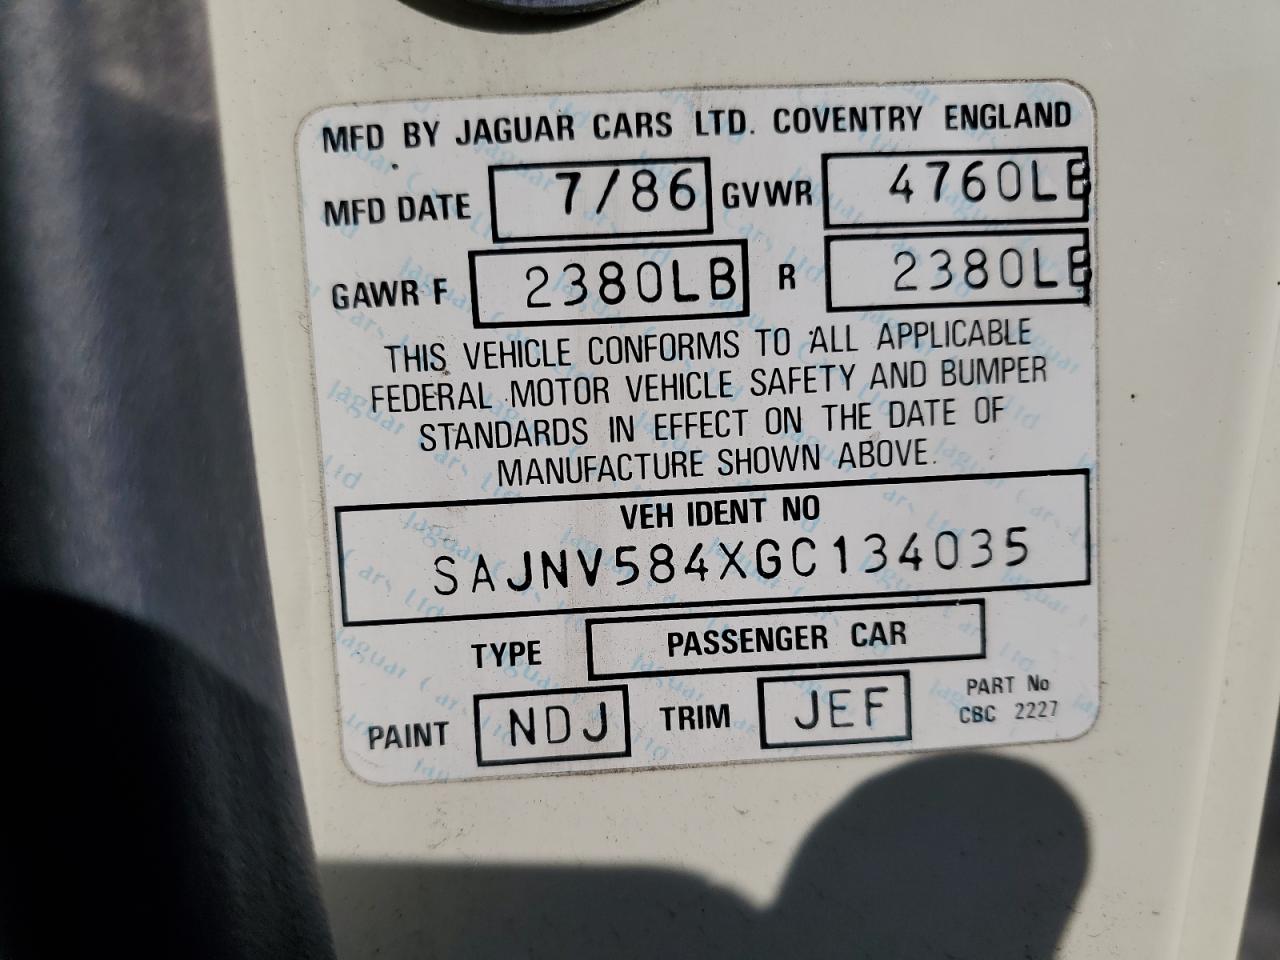 MFD BY JAGUAR CARS LTD. COVENTRY ENGLAND
MFD DATE 7/86 GVWR 4760LB
GAWR F 2380LB R 2380LB
THIS VEHICLE CONFORMS TO ALL APPLICABLE
FEDERAL MOTOR VEHICLE SAFETY AND BUMPER
STANDARDS IN EFFECT ON THE DATE OF
MANUFACTURE SHOWN ABOVE.
VEH IDENT NO
SAJNV584XGC134035
TYPE PASSENGER CAR
PAINT NDJ TRIM JEF PART No
CBC 2227